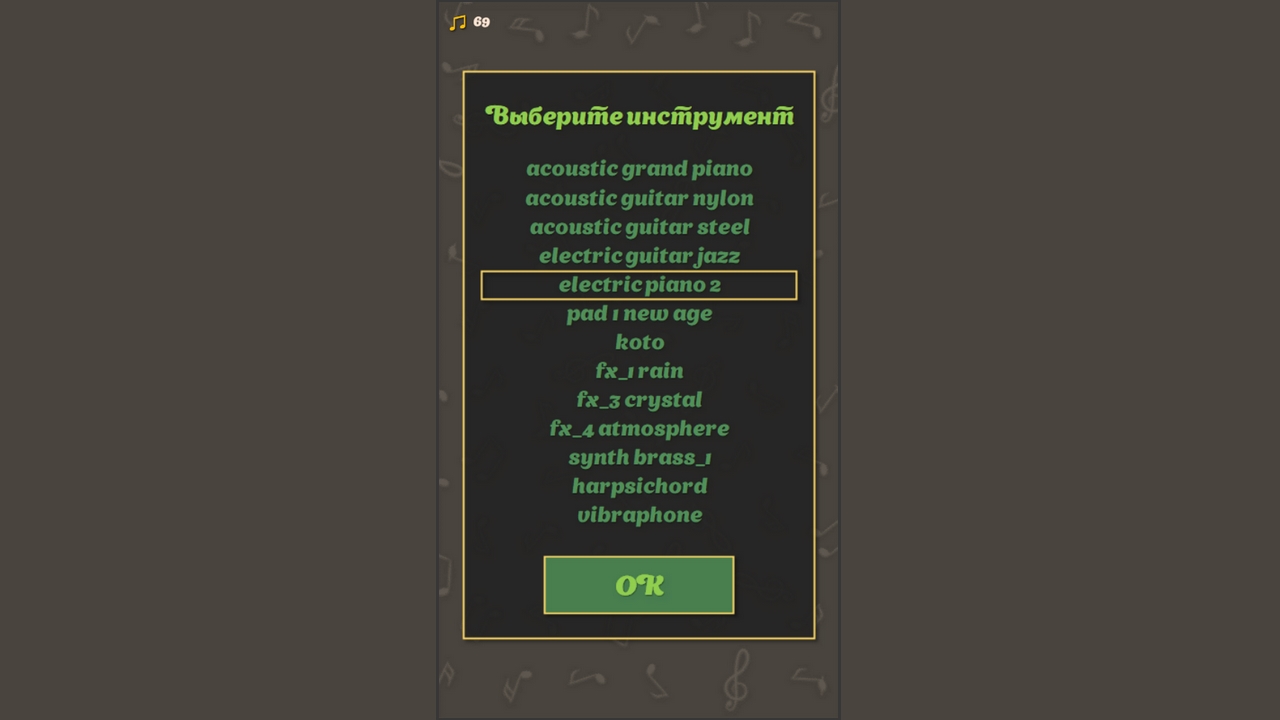 69
Выберите инструмент
acoustic grand piano
acoustic guitar nylon
acoustic guitar steel
electric guitar jazz
electric piano 2
pad 1 new age
koto
fx_1 rain
fx_3 crystal
fx_4 atmosphere
synth brass_1
harpsichord
vibraphone
OK